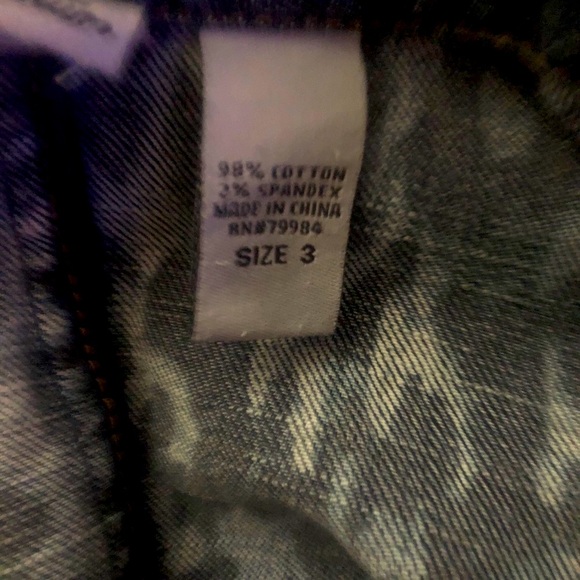 98% COTTON
2% SPANDEX
MADE IN CHINA
RN#79984
SIZE 3